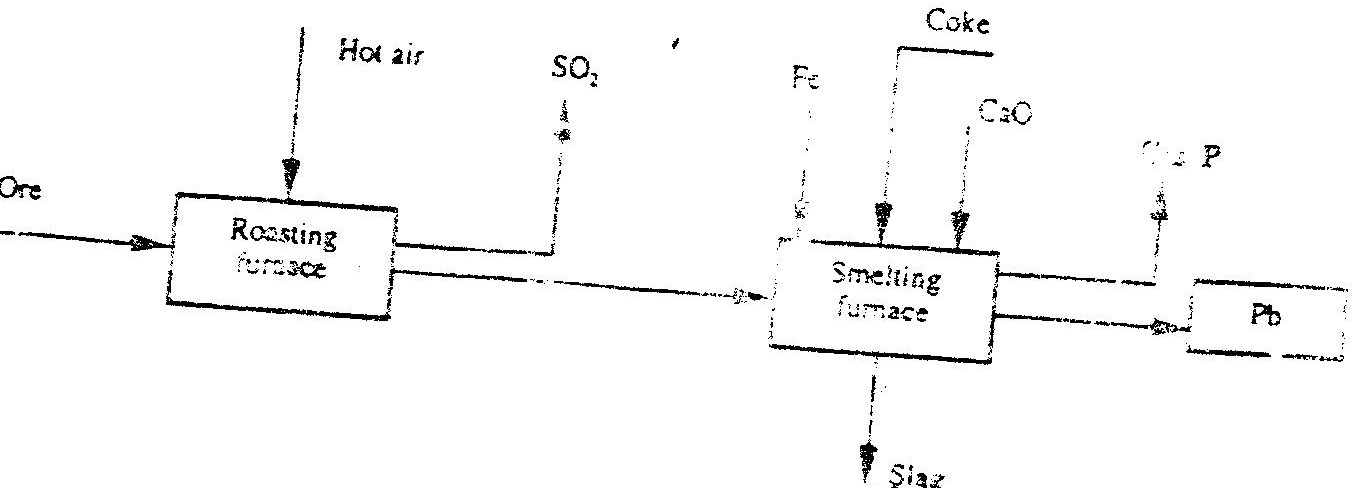 Coke
Hot air
SO₂
Fe
CaO
P
Ore
Roasting
furnace
Smelting
furnace
Pb
Slag